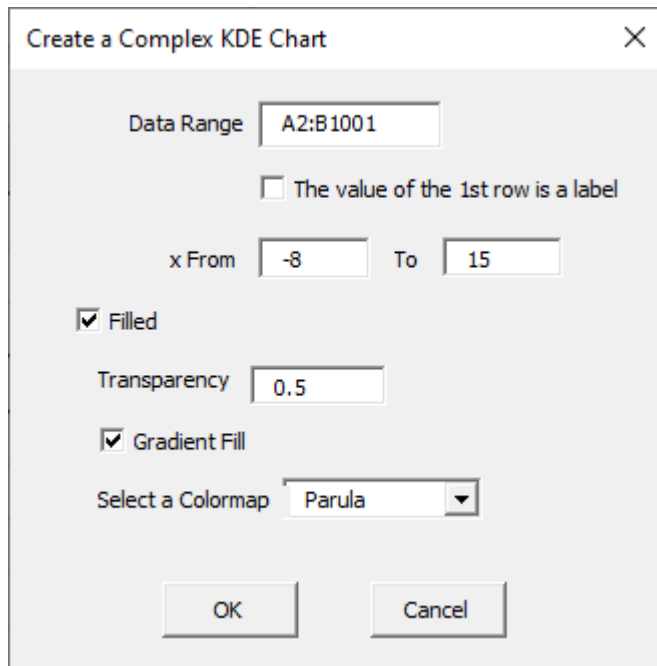 Create a Complex KDE Chart
Data Range A2:B1001
The value of the 1st row is a label
x From -8 To 15
Filled
Transparency 0.5
Gradient Fill
Select a Colormap Parula
OK Cancel